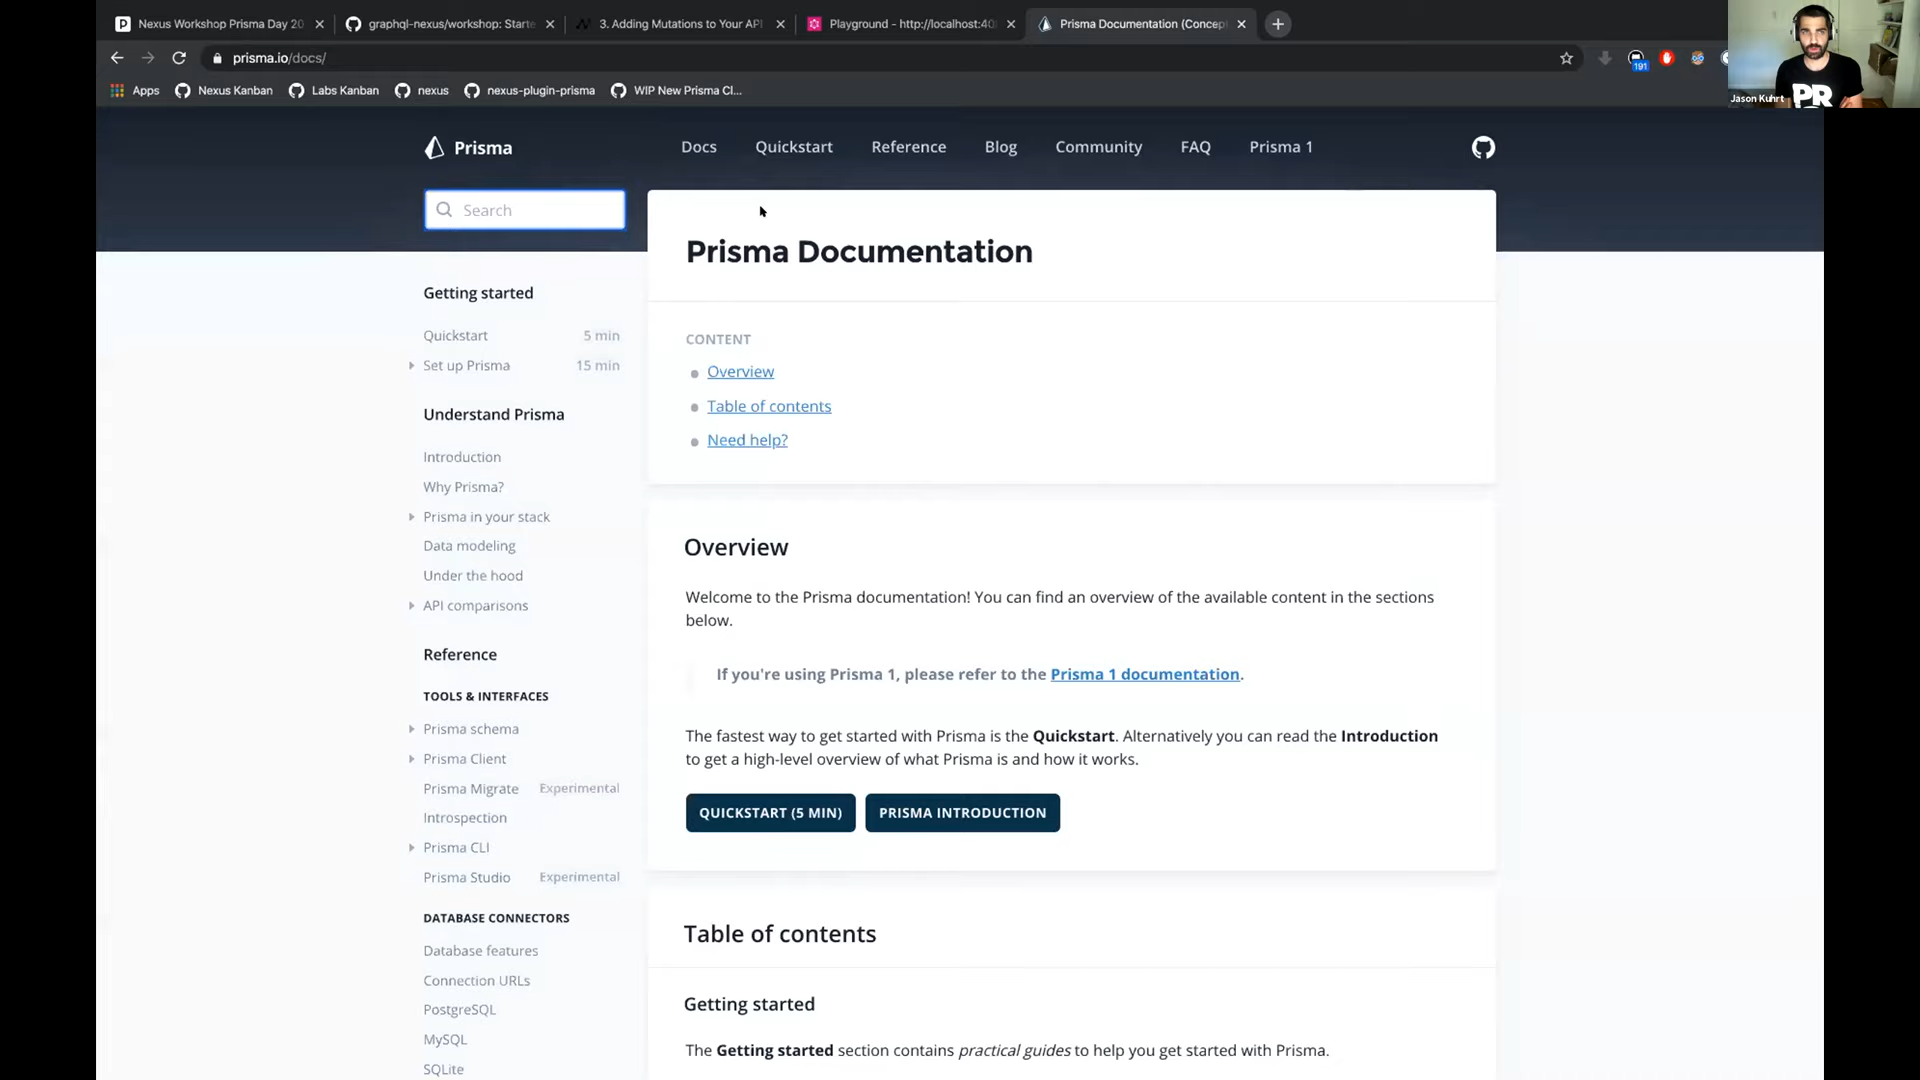 Nexus Workshop Prisma Day 20
graphql-nexus/workshop: Starte
3. Adding Mutations to Your API
Playground - http://localhost:40
Prisma Documentation (Concep
prisma.io/docs/
191
Apps
Nexus Kanban
Labs Kanban
nexus
nexus-plugin-prisma
WIP New Prisma Cl...
Jason Kuhrt
PR
Prisma
Docs
Quickstart
Reference
Blog
Community
FAQ
Prisma 1
Search
Prisma Documentation
CONTENT
Overview
Table of contents
Need help?
Getting started
Quickstart 5 min
Set up Prisma 15 min
Understand Prisma
Introduction
Why Prisma?
Prisma in your stack
Data modeling
Under the hood
API comparisons
Reference
TOOLS & INTERFACES
Prisma schema
Prisma Client
Prisma Migrate Experimental
Introspection
Prisma CLI
Prisma Studio Experimental
DATABASE CONNECTORS
Database features
Connection URLs
PostgreSQL
MySQL
SQLite
Overview
Welcome to the Prisma documentation! You can find an overview of the available content in the sections
below.
If you're using Prisma 1, please refer to the Prisma 1 documentation.
The fastest way to get started with Prisma is the Quickstart. Alternatively you can read the Introduction
to get a high-level overview of what Prisma is and how it works.
QUICKSTART (5 MIN)
PRISMA INTRODUCTION
Table of contents
Getting started
The Getting started section contains practical guides to help you get started with Prisma.